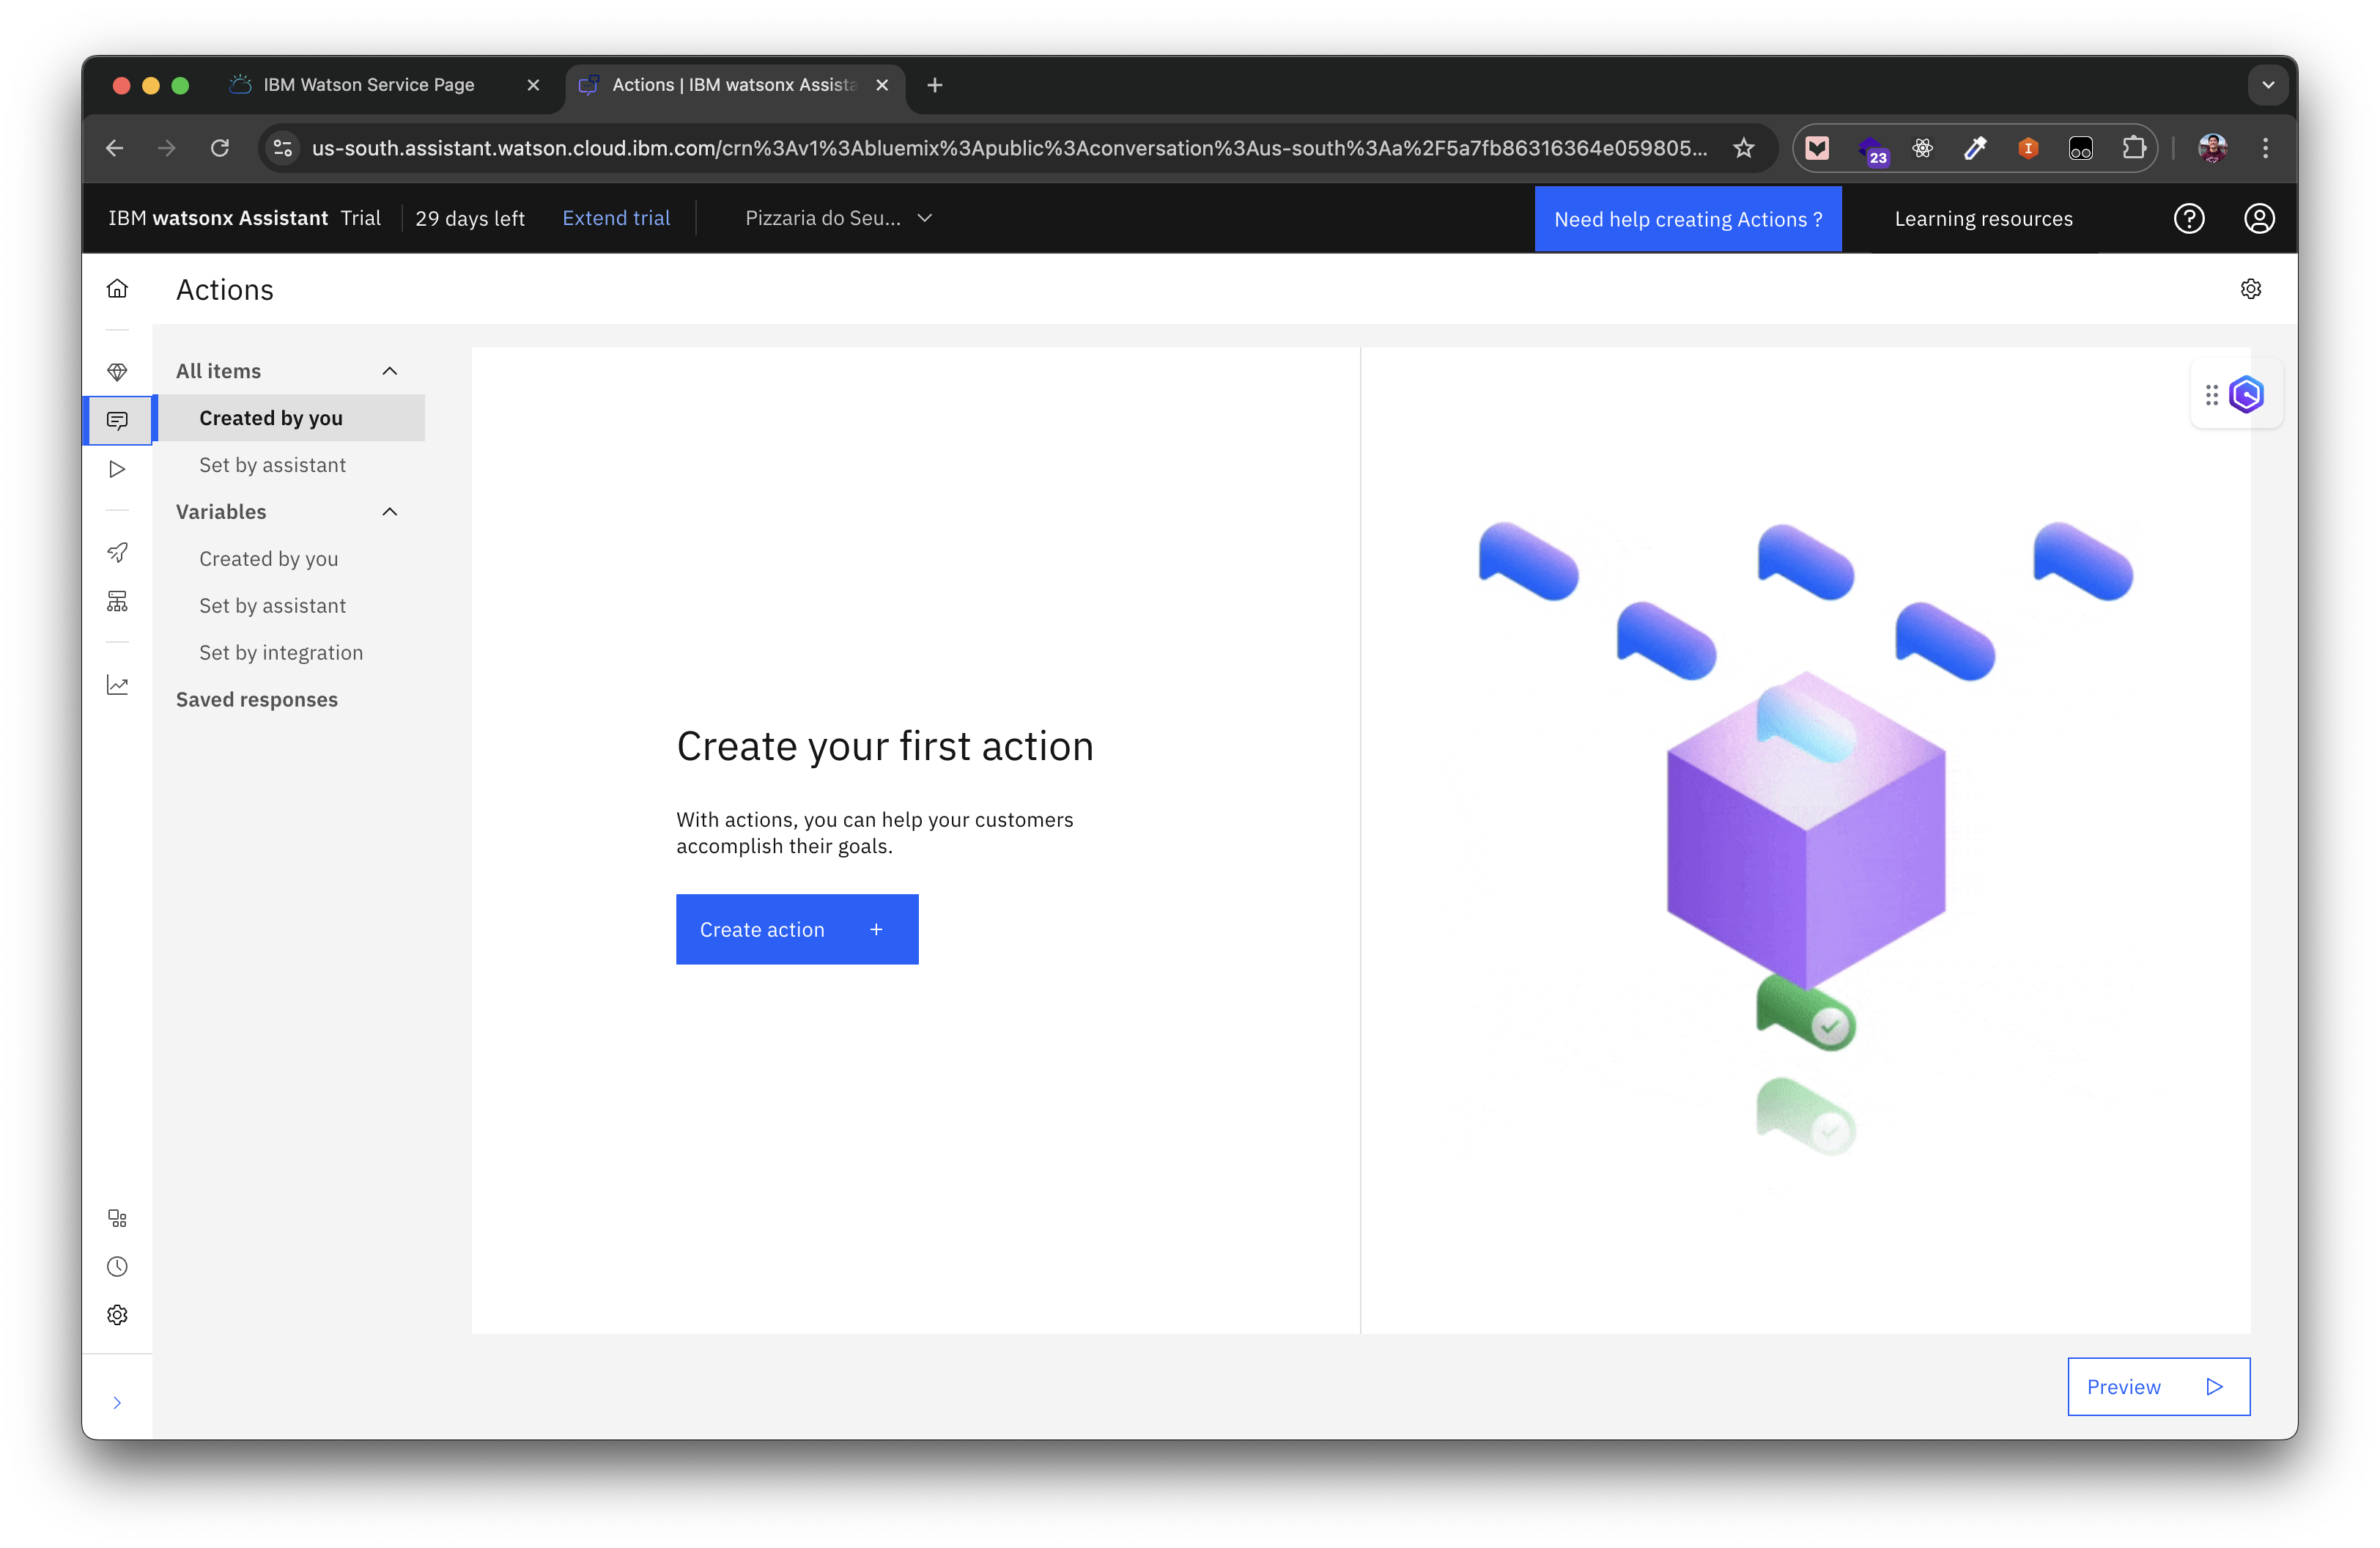 IBM Watson Service Page
Actions | IBM watsonx Assista
us-south.assistant.watson.cloud.ibm.com/crn%3Av1%3Abluemix%3Apublic%3Aconversation%3Aus-south%3Aa%2F5a7fb86316364e059805...
23
I
IBM watsonx Assistant Trial
29 days left
Extend trial
Pizzaria do Seu...
Need help creating Actions ?
Learning resources
Actions
All items
Created by you
Set by assistant
Variables
Created by you
Set by assistant
Set by integration
Saved responses
Create your first action
With actions, you can help your customers
accomplish their goals.
Create action
Preview